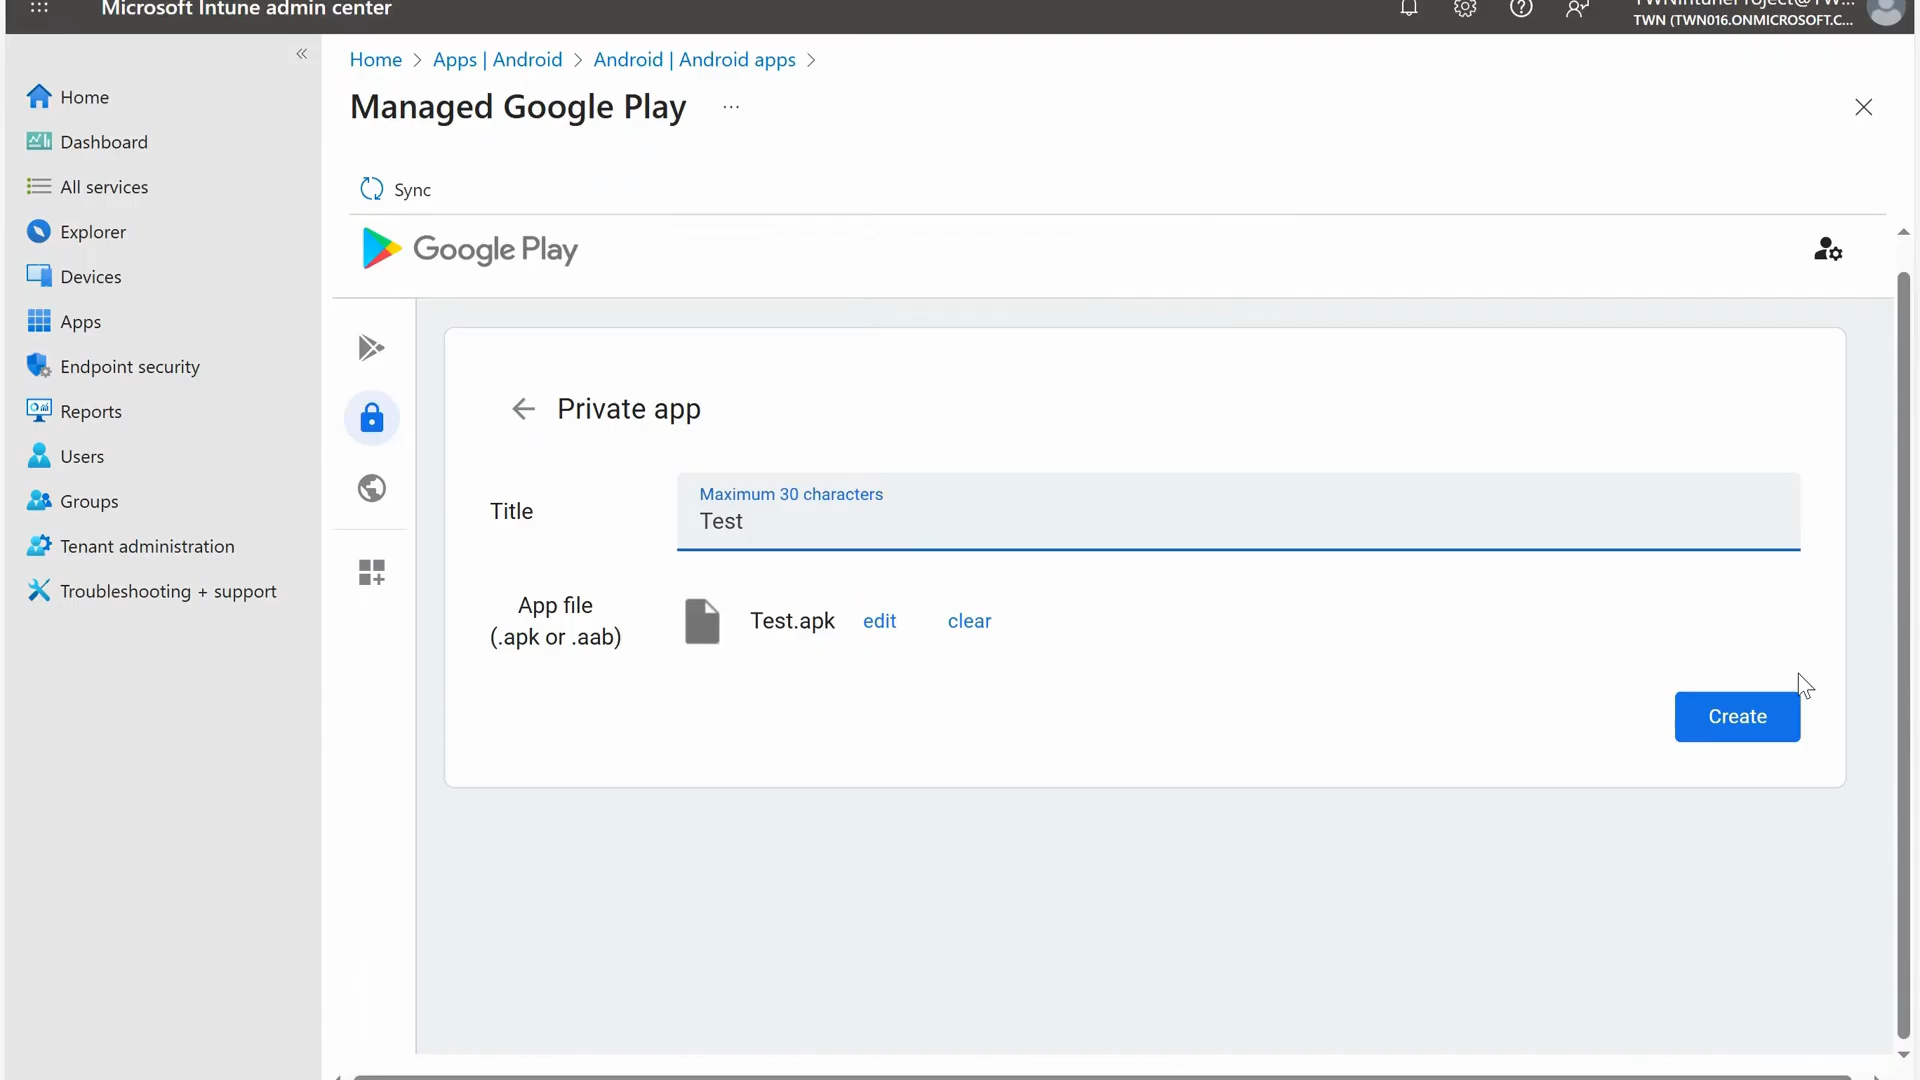 Microsoft Intune admin center
TWN (TWN016.ONMICROSOFT.C...
Home
Dashboard
All services
Explorer
Devices
Apps
Endpoint security
Reports
Users
Groups
Tenant administration
Troubleshooting + support
Home > Apps | Android > Android | Android apps >
Managed Google Play ...
Sync
Google Play
Private app
Title
Maximum 30 characters
Test
App file
(.apk or .aab)
Test.apk edit clear
Create